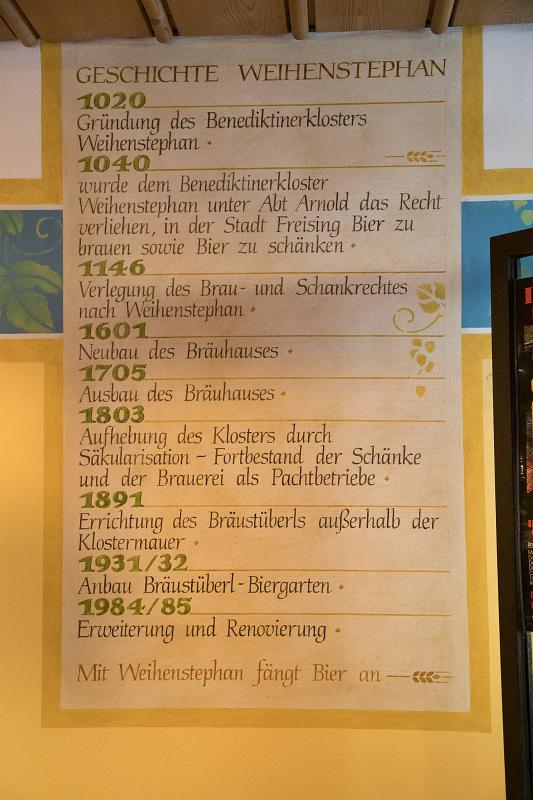 GESCHICHTE WEIHENSTEPHAN
1020
Gründung des Benediktinerklosters
Weihenstephan
1040
wurde dem Benediktinerkloster
Weihenstephan unter Abt Arnold das Recht
verliehen, in der Stadt Freising Bier zu
brauen sowie Bier zu schänken
1146
Verlegung des Brau- und Schankrechtes
nach Weihenstephan
1601
Neubau des Bräuhauses
1705
Ausbau des Bräuhauses
1803
Aufhebung des Klosters durch
Säkularisation – Fortbestand der Schänke
und der Brauerei als Pachtbetriebe
1891
Errichtung des Bräustüberls außerhalb der
Klostermauer
1931/32
Anbau Bräustüberl-Biergarten
1984/85
Erweiterung und Renovierung
Mit Weihenstephan fängt Bier an